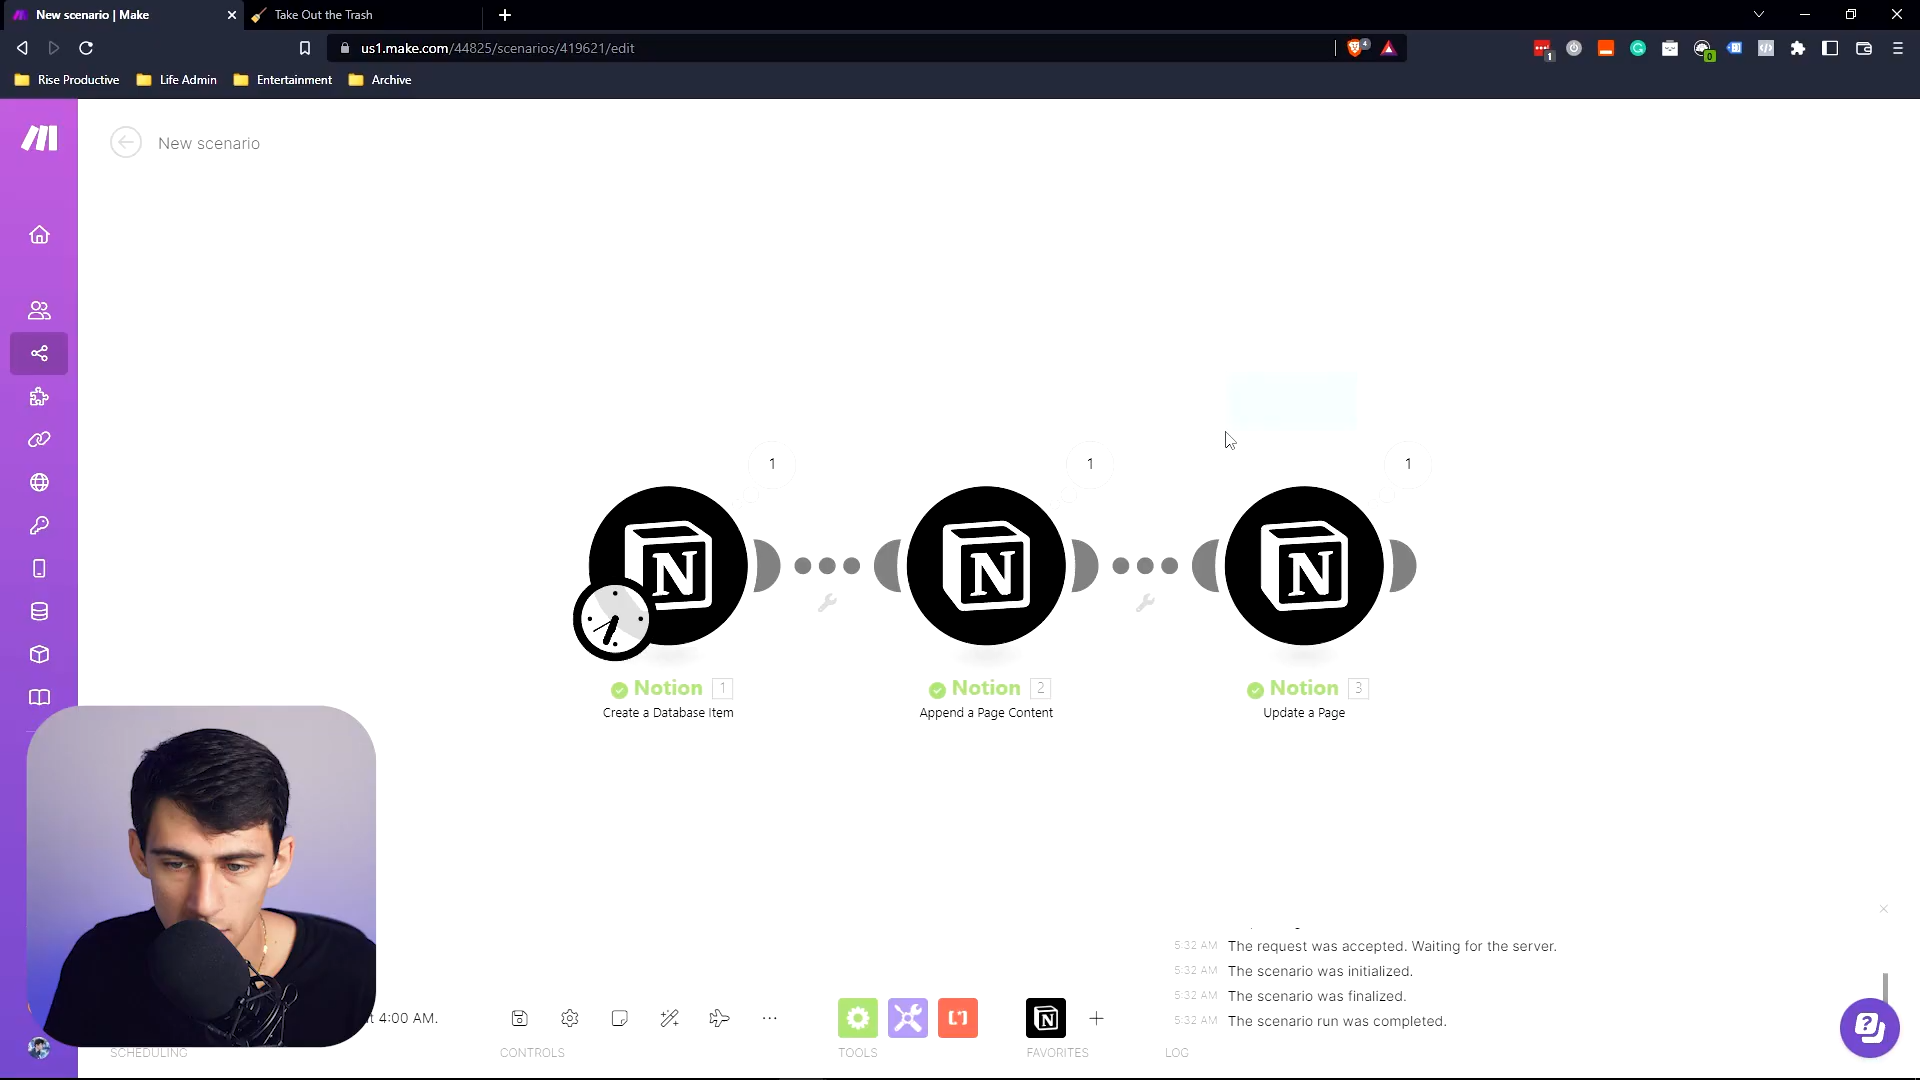 New scenario | Make
Take Out the Trash
us1.make.com/44825/scenarios/419621/edit
4
1
0
Rise Productive
Life Admin
Entertainment
Archive
New scenario
1
1
1
N
N
N
Notion 1
Notion 2
Notion 3
Create a Database Item
Append a Page Content
Update a Page
5:32 AM The request was accepted. Waiting for the server.
5:32 AM The scenario was initialized.
5:32 AM The scenario was finalized.
5:32 AM The scenario run was completed.
4:00 AM.
SCHEDULING
CONTROLS
TOOLS
FAVORITES
LOG